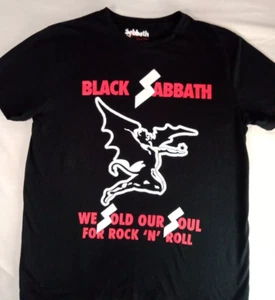 Sabbath
BLACK SABBATH
WE SOLD OUR SOUL
FOR ROCK 'N' ROLL